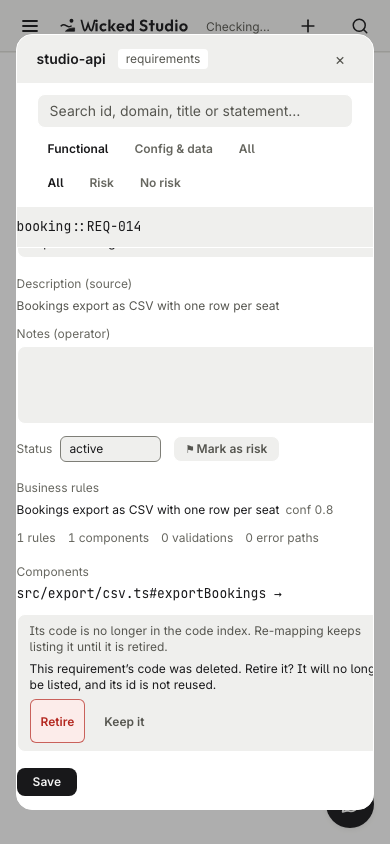 Wicked Studio
Checking...
studio-api
requirements
×
Search id, domain, title or statement...
Functional
Config & data
All
All
Risk
No risk
booking::REQ-014
Description (source)
Bookings export as CSV with one row per seat
Notes (operator)
Status
active
⚑ Mark as risk
Business rules
Bookings export as CSV with one row per seat conf 0.8
1 rules 1 components 0 validations 0 error paths
Components
src/export/csv.ts#exportBookings →
Its code is no longer in the code index. Re-mapping keeps
listing it until it is retired.
This requirement's code was deleted. Retire it? It will no long
be listed, and its id is not reused.
Retire
Keep it
Save